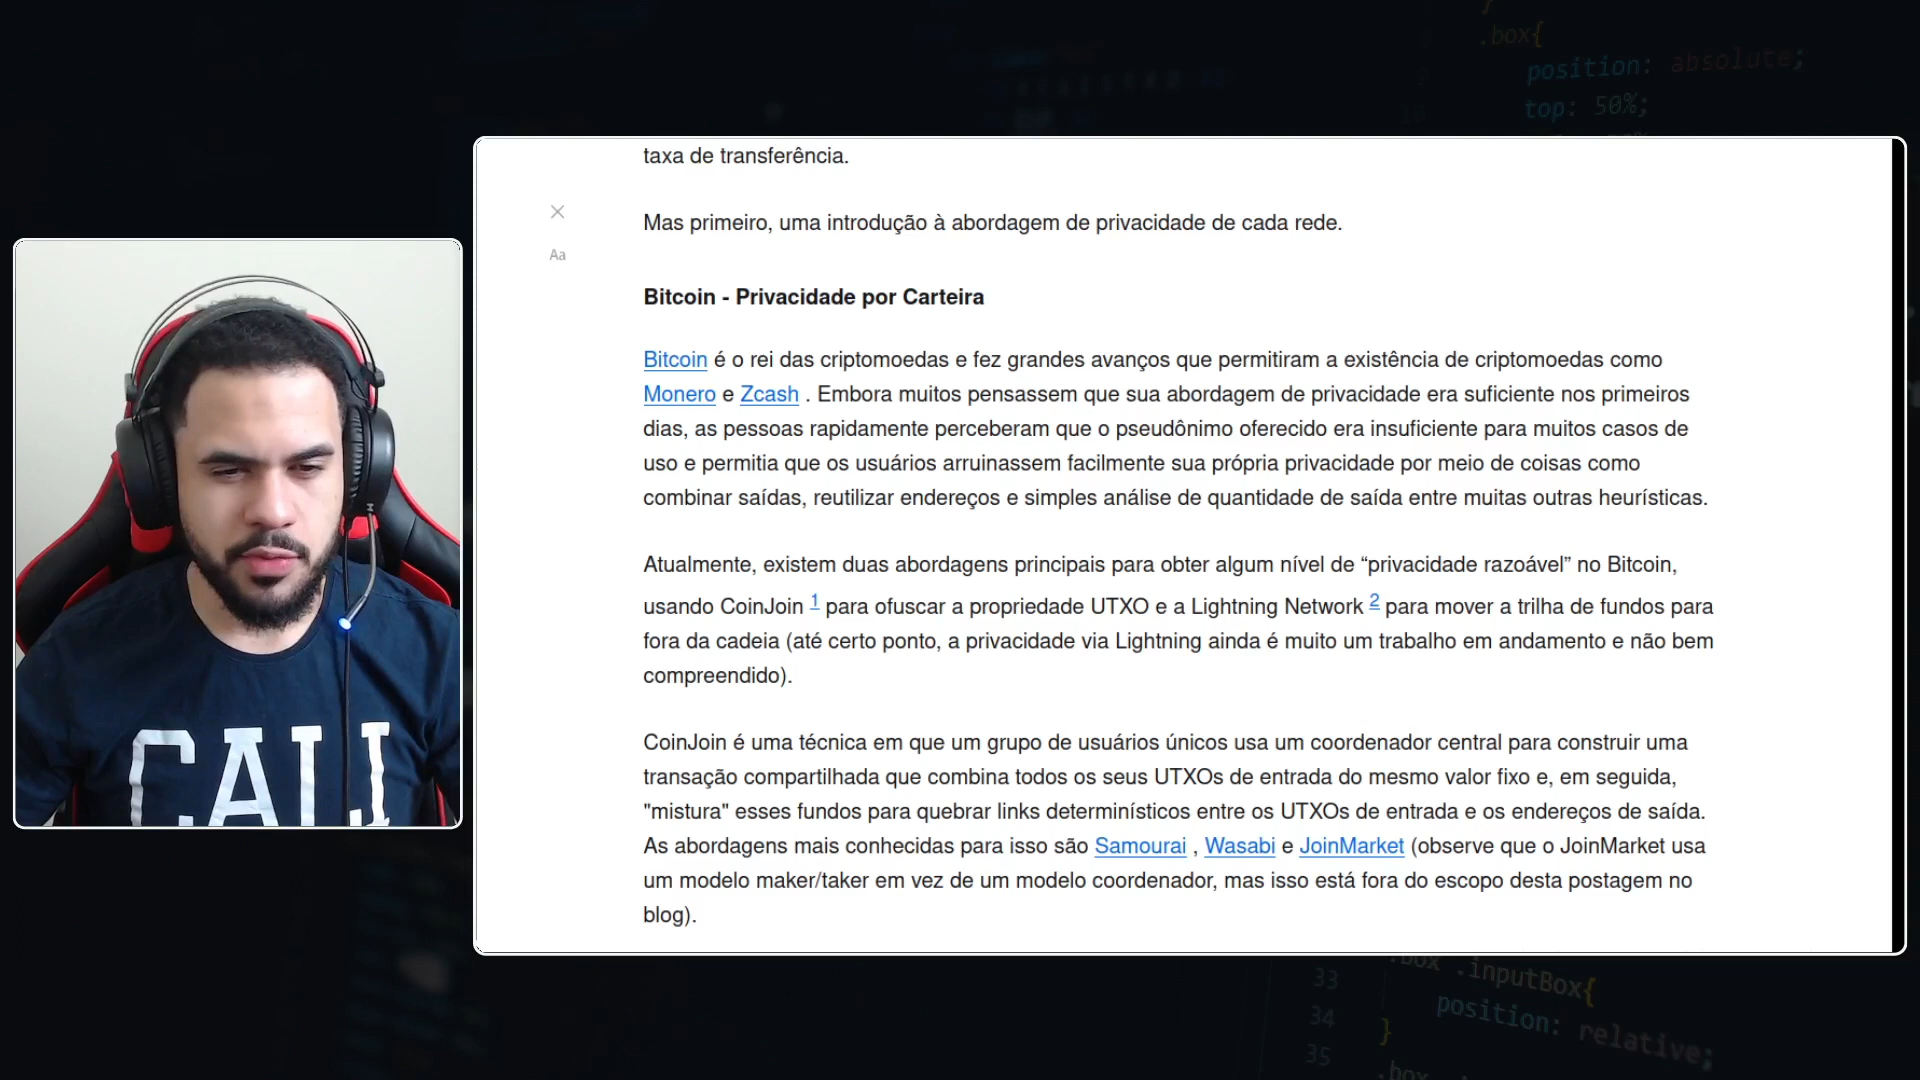 }
.box{
position: absolute;
top: 50%;
taxa de transferência.
Mas primeiro, uma introdução à abordagem de privacidade de cada rede.
Aa
Bitcoin - Privacidade por Carteira
Bitcoin é o rei das criptomoedas e fez grandes avanços que permitiram a existência de criptomoedas como
Monero e Zcash . Embora muitos pensassem que sua abordagem de privacidade era suficiente nos primeiros
dias, as pessoas rapidamente perceberam que o pseudônimo oferecido era insuficiente para muitos casos de
uso e permitia que os usuários arruinassem facilmente sua própria privacidade por meio de coisas como
combinar saídas, reutilizar endereços e simples análise de quantidade de saída entre muitas outras heurísticas.
Atualmente, existem duas abordagens principais para obter algum nível de “privacidade razoável” no Bitcoin,
usando CoinJoin 1 para ofuscar a propriedade UTXO e a Lightning Network 2 para mover a trilha de fundos para
fora da cadeia (até certo ponto, a privacidade via Lightning ainda é muito um trabalho em andamento e não bem
compreendido).
CoinJoin é uma técnica em que um grupo de usuários únicos usa um coordenador central para construir uma
transação compartilhada que combina todos os seus UTXOs de entrada do mesmo valor fixo e, em seguida,
"mistura" esses fundos para quebrar links determinísticos entre os UTXOs de entrada e os endereços de saída.
As abordagens mais conhecidas para isso são Samourai , Wasabi e JoinMarket (observe que o JoinMarket usa
um modelo maker/taker em vez de um modelo coordenador, mas isso está fora do escopo desta postagem no
blog).
CALI
.box .inputBox{
33
position: relative;
34
}
35